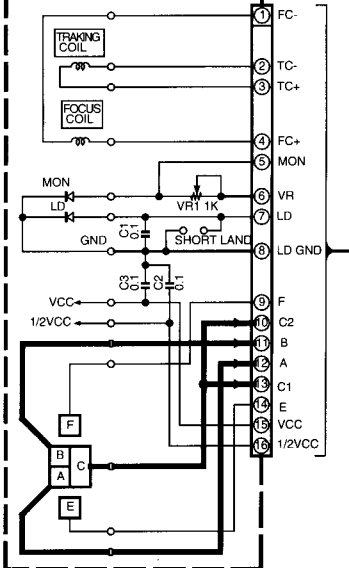 1 FC-
TRAKING
COIL
2 TC-
3 TC+
FOCUS
COIL
4 FC+
5 MON
MON
6 VR
VR1 1K
LD
7 LD
C1
0.1
SHORT LAND
GND
8 LD GND
C3
0.1
C2
0.1
VCC
9 F
1/2VCC
10 C2
11 B
12 A
13 C1
14 E
F
15 VCC
B
C
16 1/2VCC
A
E